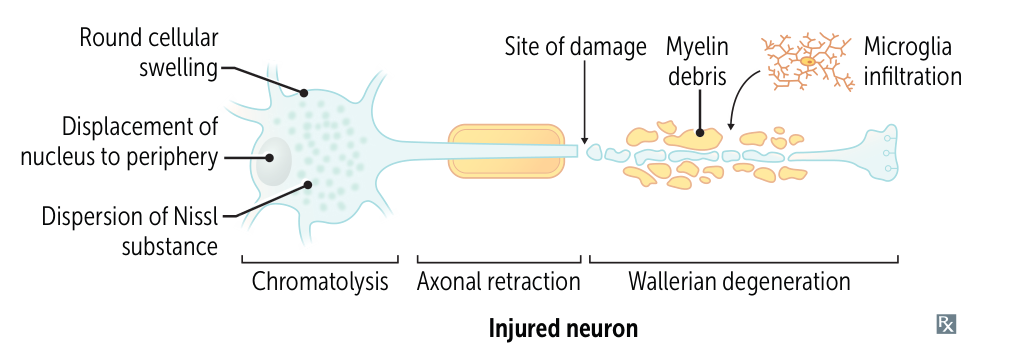 Round cellular
swelling
Displacement of
nucleus to periphery
Dispersion of Nissl
substance
Site of damage
Myelin
debris
Microglia
infiltration
Chromatolysis
Axonal retraction
Wallerian degeneration
Injured neuron
Rx